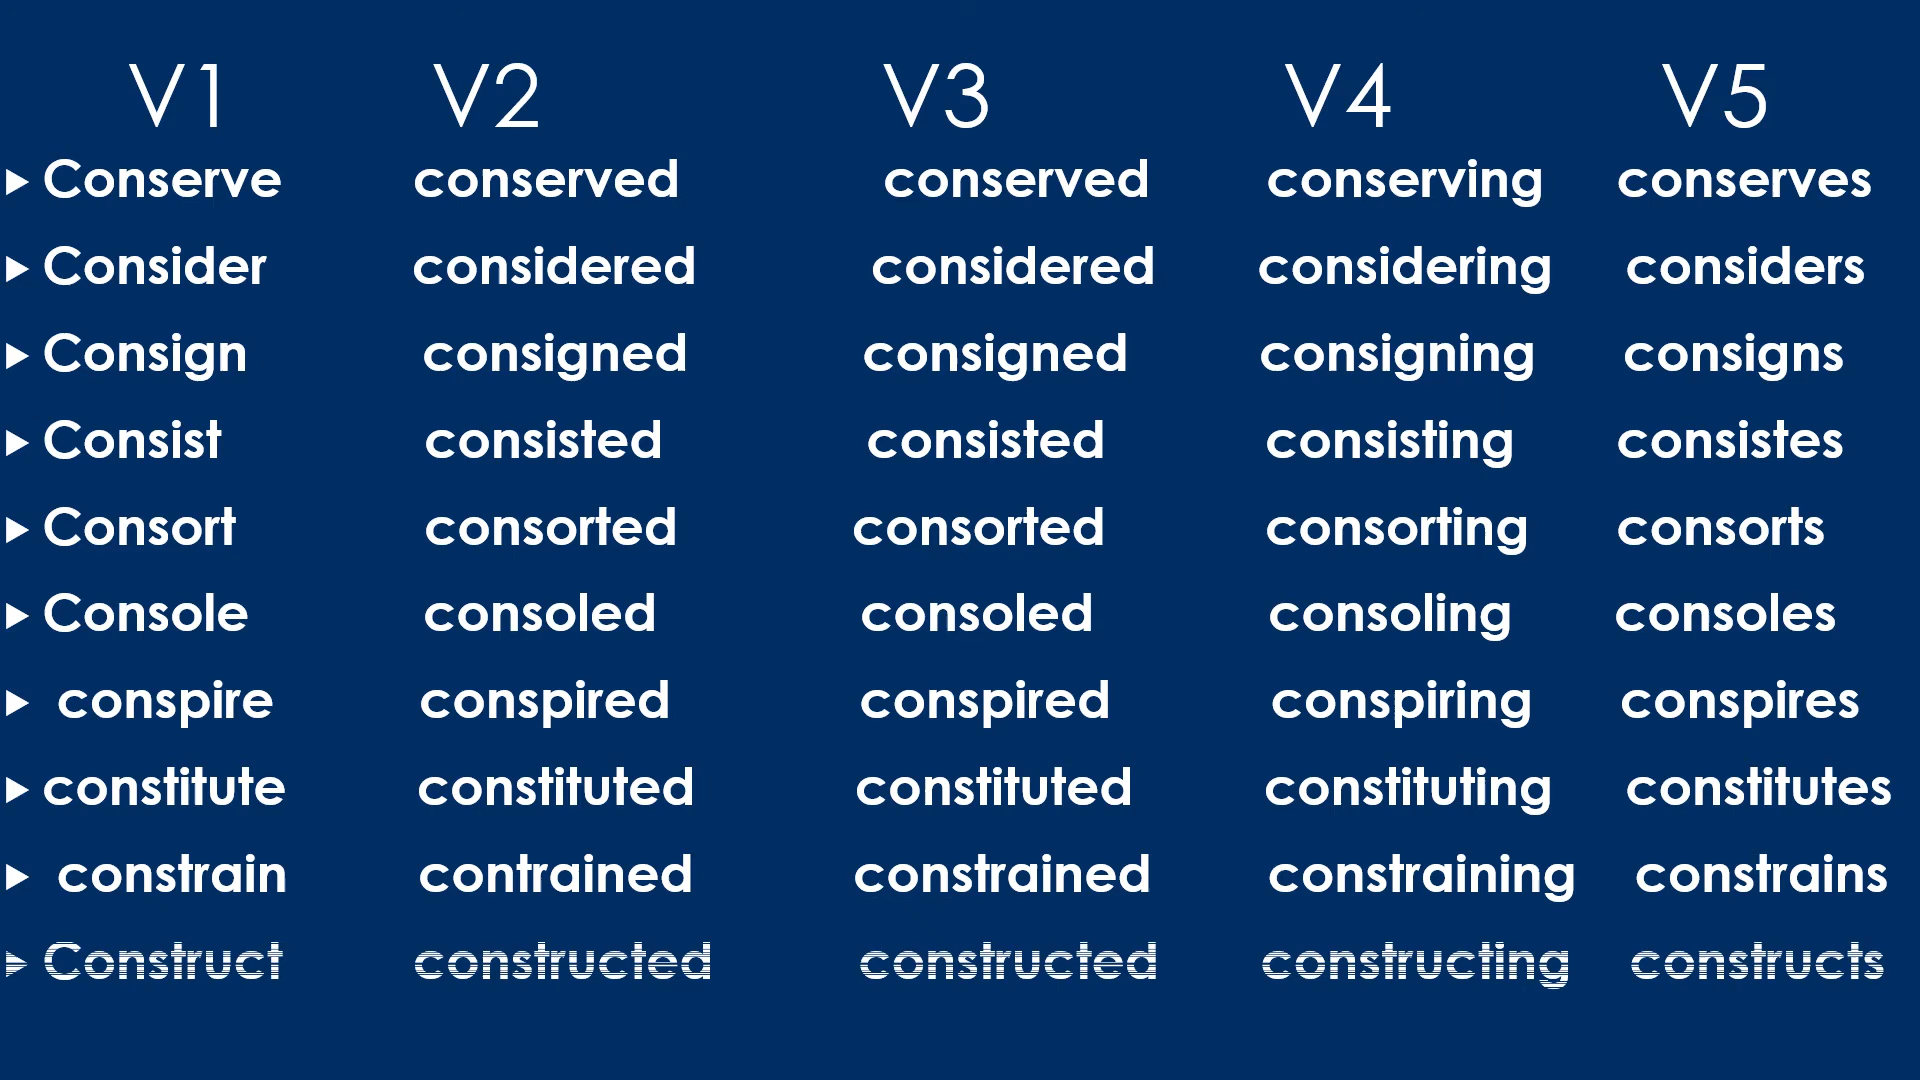 V1 V2 V3 V4 V5
Conserve conserved conserved conserving conserves
Consider considered considered considering considers
Consign consigned consigned consigning consigns
Consist consisted consisted consisting consistes
Consort consorted consorted consorting consorts
Console consoled consoled consoling consoles
conspire conspired conspired conspiring conspires
constitute constituted constituted constituting constitutes
constrain contrained constrained constraining constrains
Construct constructed constructed constructing constructs